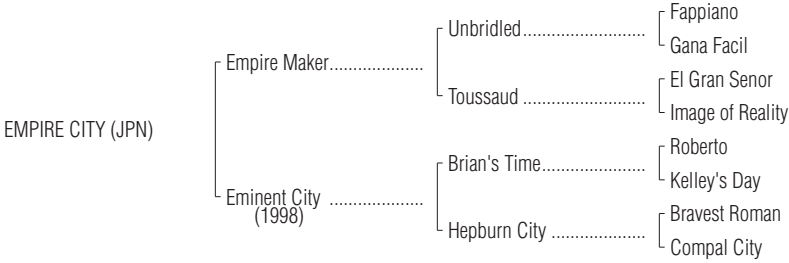 Fappiano
Unbridled..........................
Gana Facil
Empire Maker....................
El Gran Senor
Toussaud ..........................
Image of Reality
EMPIRE CITY (JPN)
Roberto
Brian's Time......................
Kelley's Day
Eminent City ....................
(1998)
Bravest Roman
Hepburn City ....................
Compal City